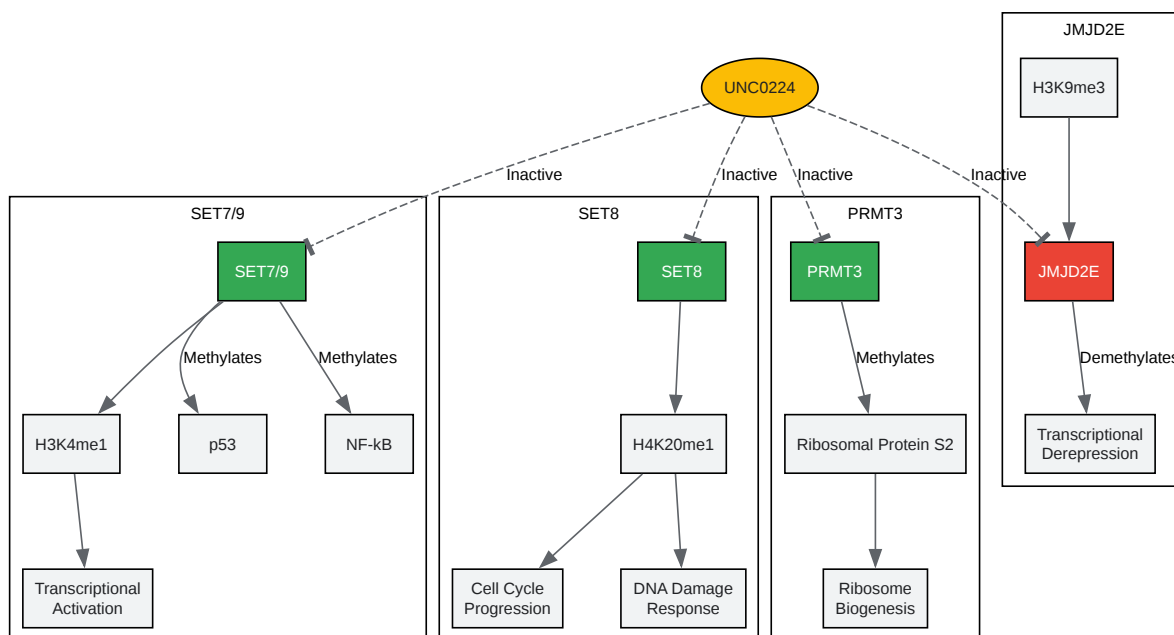 JMJD2E
UNC0224
H3K9me3
Inactive
Inactive
Inactive
Inactive
SET7/9
SET8
PRMT3
SET7/9
SET8
PRMT3
JMJD2E
Methylates
Methylates
Methylates
Demethylates
H3K4me1
p53
NF-kB
H4K20me1
Ribosomal Protein S2
Transcriptional
Derepression
Transcriptional
Activation
Cell Cycle
Progression
DNA Damage
Response
Ribosome
Biogenesis